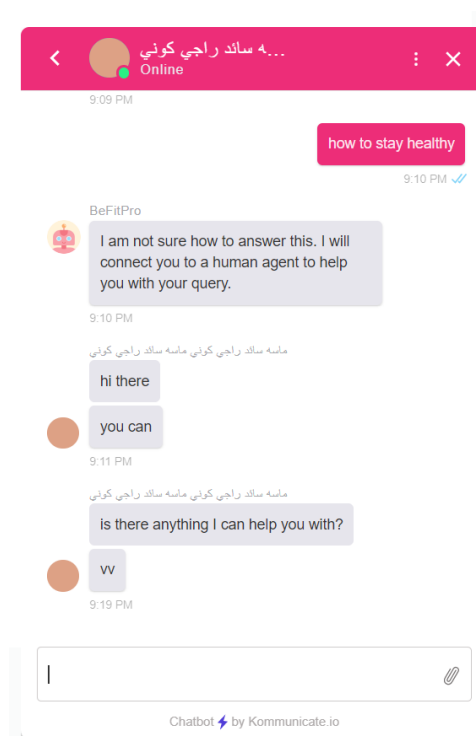 ...ه سائد راجي كوني
Online
9:09 PM
how to stay healthy
9:10 PM
BeFitPro
I am not sure how to answer this. I will
connect you to a human agent to help
you with your query.
9:10 PM
ماسه سائد راجي كوني ماسه سائد راجي كوني
hi there
you can
9:11 PM
ماسه سائد راجي كوني ماسه سائد راجي كوني
is there anything I can help you with?
vv
9:19 PM
Chatbot by Kommunicate.io